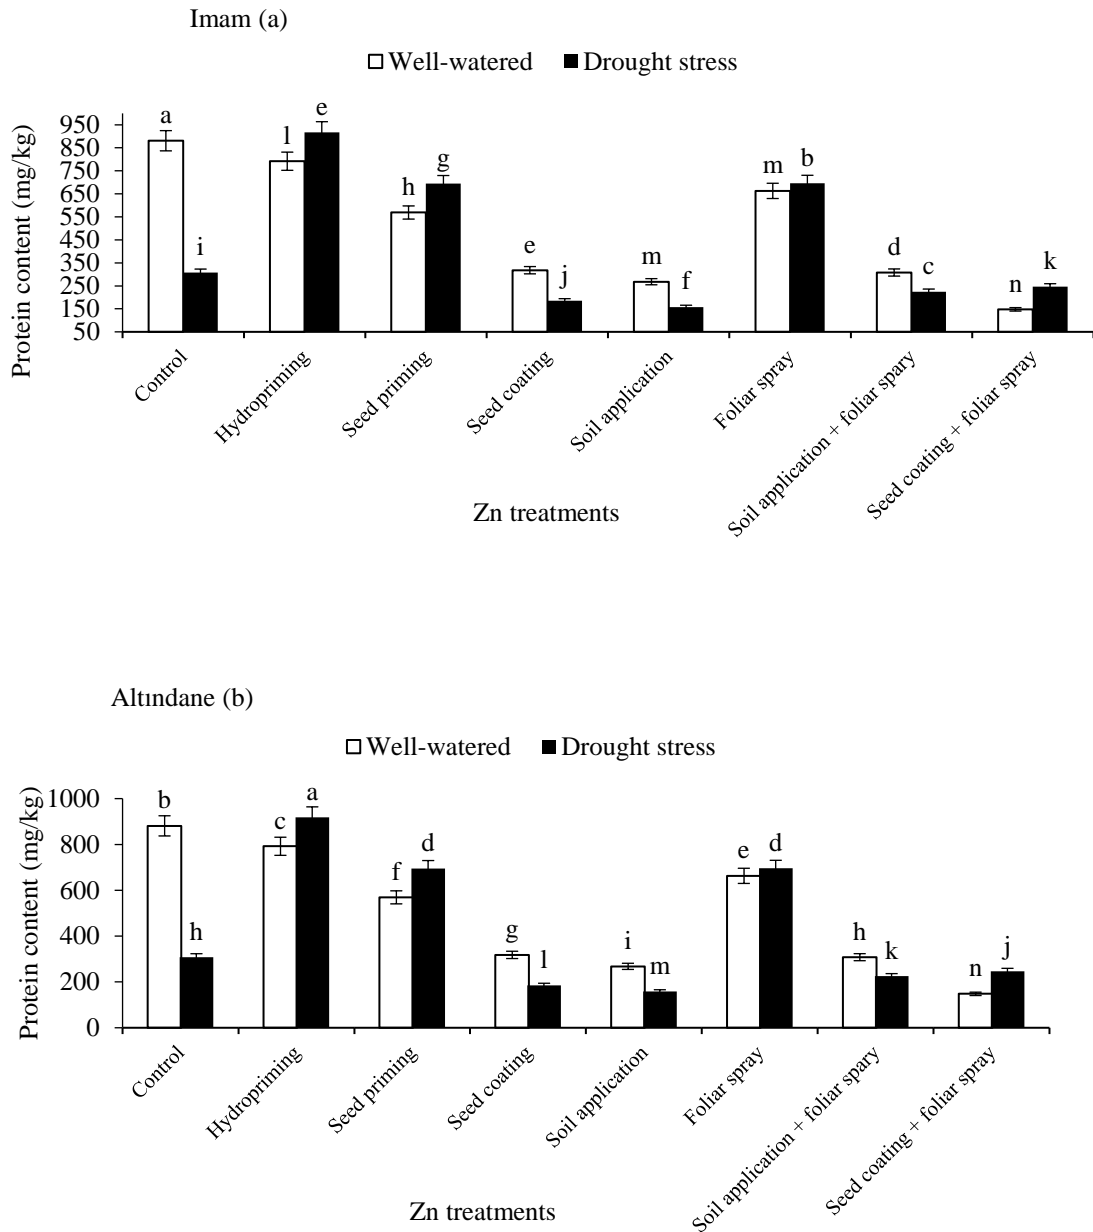 Imam (a)
Well-watered Drought stress
Protein content (mg/kg)
950
850
750
650
550
450
350
250
150
50
a i l e h g e j m f m b d c n k
Control
Hydropriming
Seed priming
Seed coating
Soil application
Foliar spray
Soil application + foliar spary
Seed coating + foliar spray
Zn treatments
Altındane (b)
Well-watered Drought stress
Protein content (mg/kg)
1000
800
600
400
200
0
b h c a f d g l i m e d h k n j
Control
Hydropriming
Seed priming
Seed coating
Soil application
Foliar spray
Soil application + foliar spary
Seed coating + foliar spray
Zn treatments